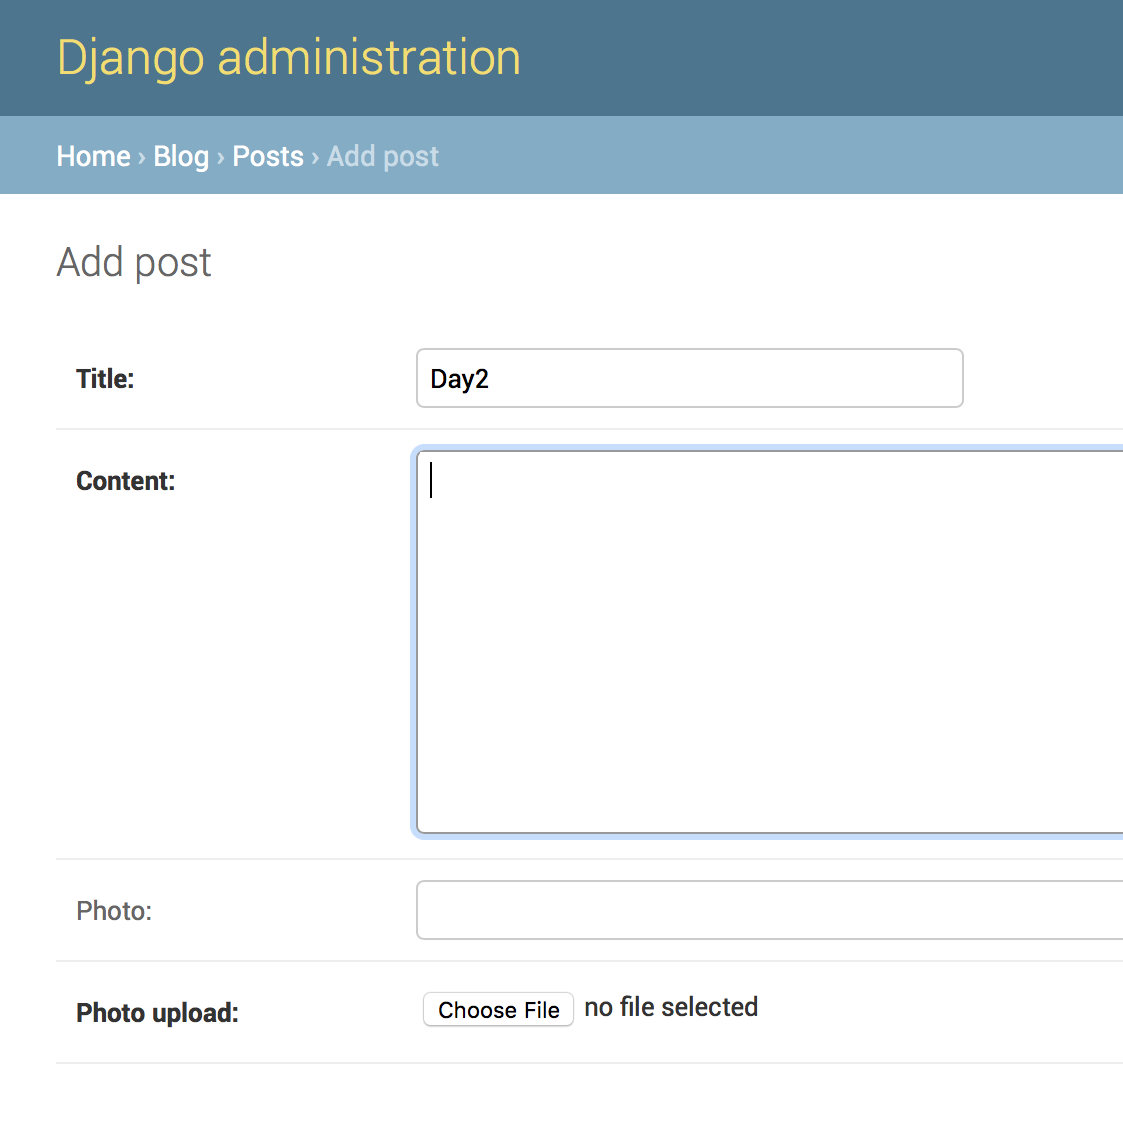 Django administration
Home › Blog › Posts › Add post
Add post
Title: Day2
Content:
Photo:
Photo upload: Choose File no file selected